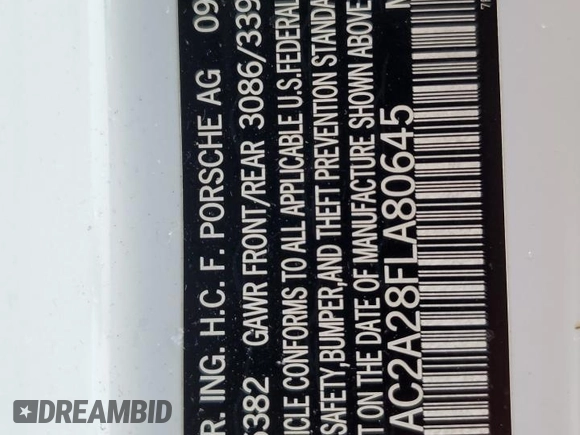 R. ING. H.C. F. PORSCHE AG 09
5382 GAWR FRONT/REAR 3086/339
ICLE CONFORMS TO ALL APPLICABLE U.S.FEDERAL
SAFETY,BUMPER,AND THEFT PREVENTION STANDA
T ON THE DATE OF MANUFACTURE SHOWN ABOVE
AC2A28FLA80645
DREAMBID